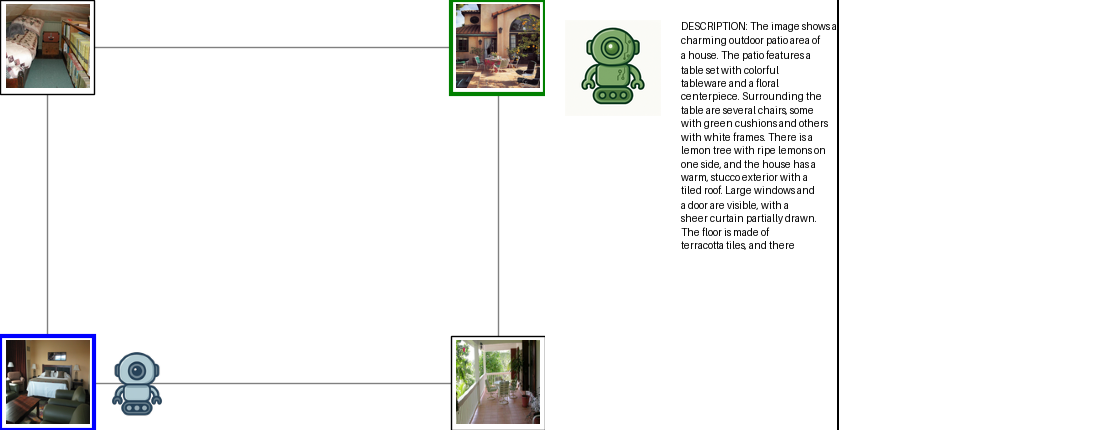 DESCRIPTION: The image shows a
charming outdoor patio area of
a house. The patio features a
table set with colorful
tableware and a floral
centerpiece. Surrounding the
table are several chairs, some
with green cushions and others
with white frames. There is a
lemon tree with ripe lemons on
one side, and the house has a
warm, stucco exterior with a
tiled roof. Large windows and
a door are visible, with a
sheer curtain partially drawn.
The floor is made of
terracotta tiles, and there